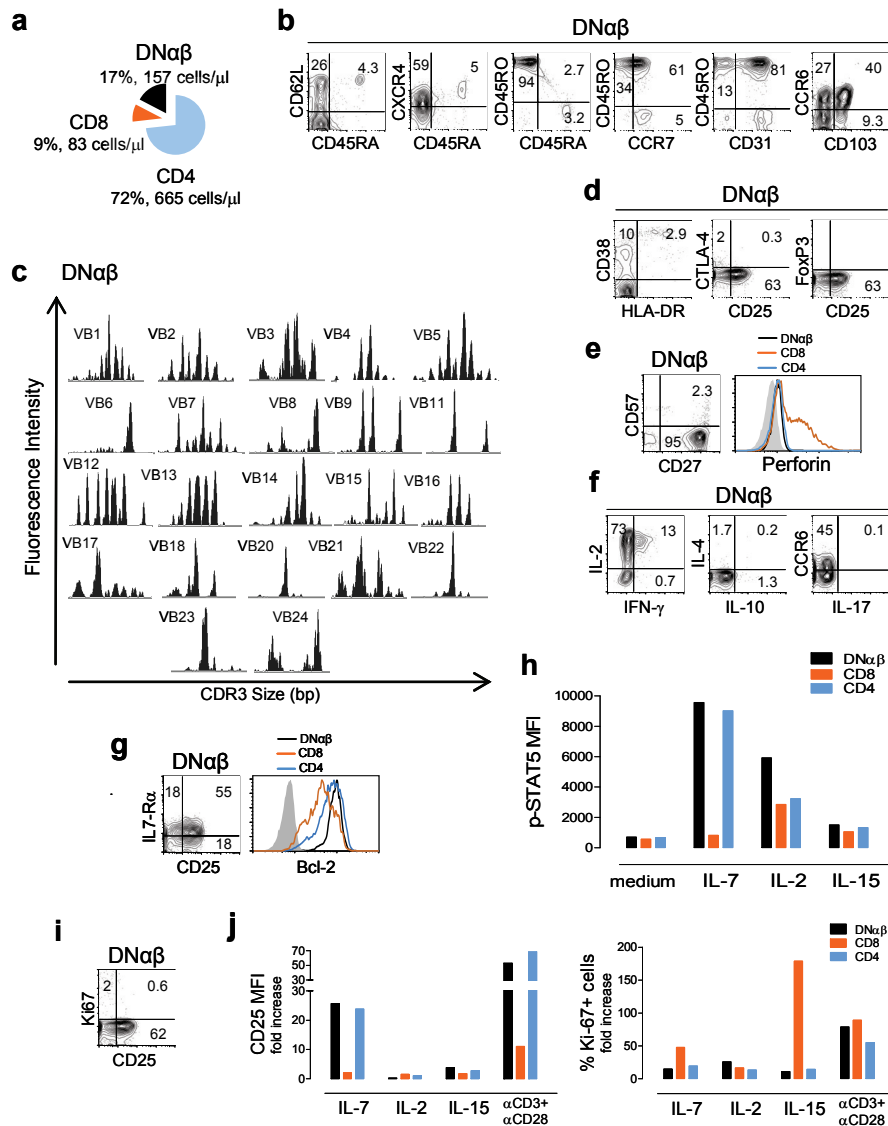 a
DNαβ
17%, 157 cells/μl
CD8
9%, 83 cells/μl
CD4
72%, 665 cells/μl
b
DNαβ
CD62L
26
4.3
CD45RA
CXCR4
59
5
CD45RA
CD45RO
94
2.7
3.2
CD45RA
CD45RO
34
61
5
CCR7
CD45RO
13
81
CD31
CCR6
27
40
9.3
CD103
c
DNαβ
Fluorescence Intensity
VB1
VB2
VB3
VB4
VB5
VB6
VB7
VB8
VB9
VB11
VB12
VB13
VB14
VB15
VB16
VB17
VB18
VB20
VB21
VB22
VB23
VB24
CDR3 Size (bp)
d
DNαβ
CD38
10
2.9
HLA-DR
CTLA-4
2
0.3
63
CD25
FoxP3
63
CD25
e
DNαβ
CD57
2.3
95
CD27
DNαβ
CD8
CD4
Perforin
f
DNαβ
IL-2
73
13
0.7
IFN-γ
IL-4
1.7
0.2
1.3
IL-10
CCR6
45
0.1
IL-17
g
DNαβ
IL7-Rα
18
55
18
CD25
DNαβ
CD8
CD4
Bcl-2
h
DNαβ
CD8
CD4
p-STAT5 MFI
10000
8000
6000
4000
2000
0
medium
IL-7
IL-2
IL-15
i
DNαβ
Ki67
2
0.6
62
CD25
j
CD25 MFI
fold increase
70
50
30
30
20
10
0
IL-7
IL-2
IL-15
αCD3+
αCD28
DNαβ
CD8
CD4
% Ki-67+ cells
fold increase
200
150
100
50
0
IL-7
IL-2
IL-15
αCD3+
αCD28